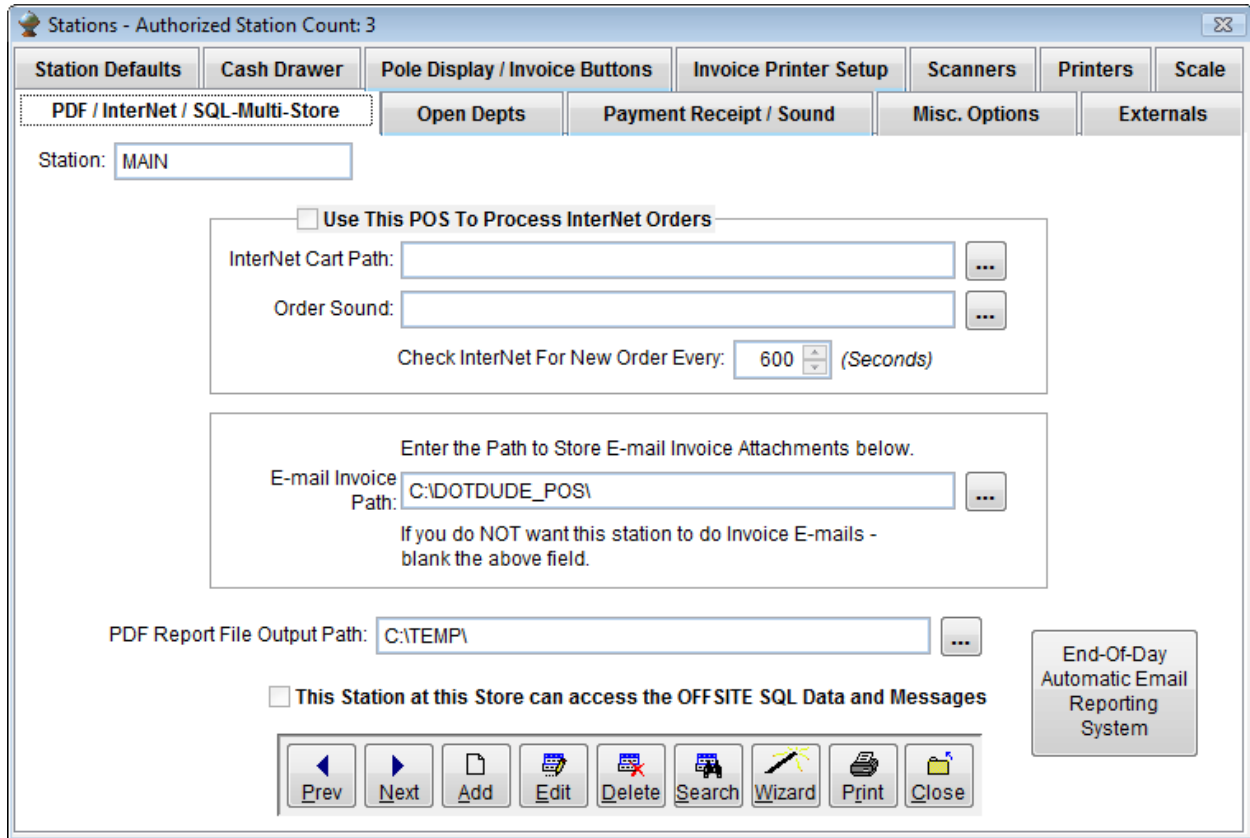 Stations - Authorized Station Count: 3
Station Defaults
Cash Drawer
Pole Display / Invoice Buttons
Invoice Printer Setup
Scanners
Printers
Scale
PDF / InterNet / SQL-Multi-Store
Open Depts
Payment Receipt / Sound
Misc. Options
Externals
Station: MAIN
Use This POS To Process InterNet Orders
InterNet Cart Path:
...
Order Sound:
...
Check InterNet For New Order Every: 600 (Seconds)
Enter the Path to Store E-mail Invoice Attachments below.
E-mail Invoice
Path: C:\DOTDUDE_POS\
...
If you do NOT want this station to do Invoice E-mails -
blank the above field.
PDF Report File Output Path: C:\TEMP\
...
End-Of-Day
Automatic Email
Reporting
System
This Station at this Store can access the OFFSITE SQL Data and Messages
Prev
Next
Add
Edit
Delete
Search
Wizard
Print
Close